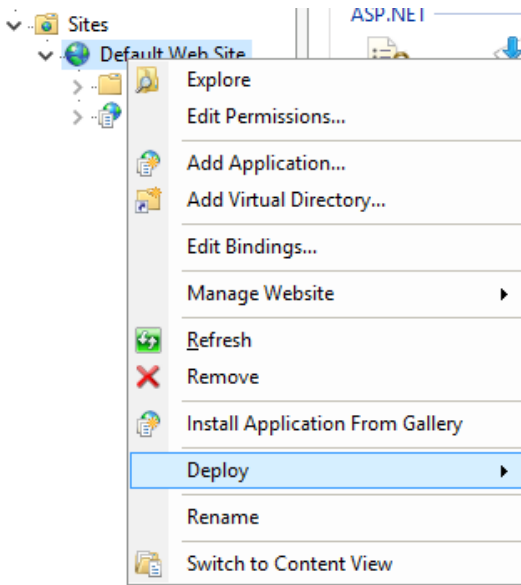 ASP.NET
Sites
Default Web Site
Explore
Edit Permissions...
Add Application...
Add Virtual Directory...
Edit Bindings...
Manage Website
Refresh
Remove
Install Application From Gallery
Deploy
Rename
Switch to Content View